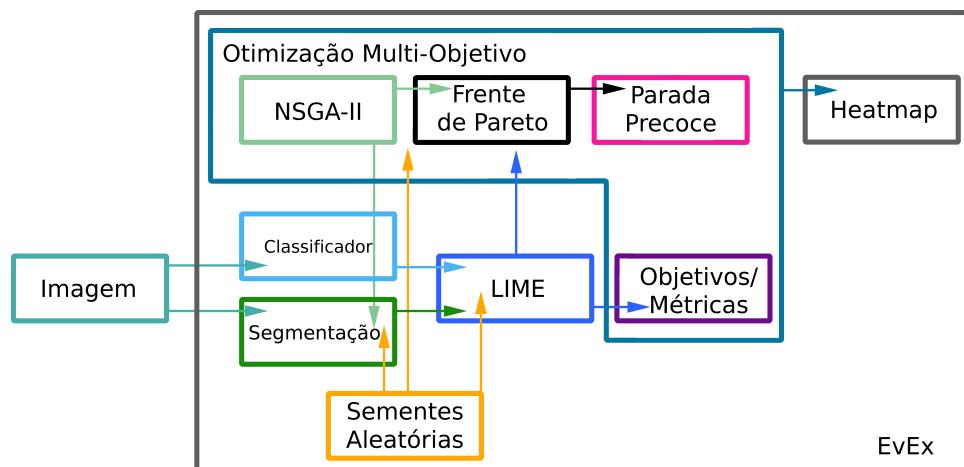 Otimização Multi-Objetivo
NSGA-II
Frente
de Pareto
Parada
Precoce
Heatmap
Classificador
Imagem
LIME
Objetivos/
Métricas
Segmentação
Sementes
Aleatórias
EvEx